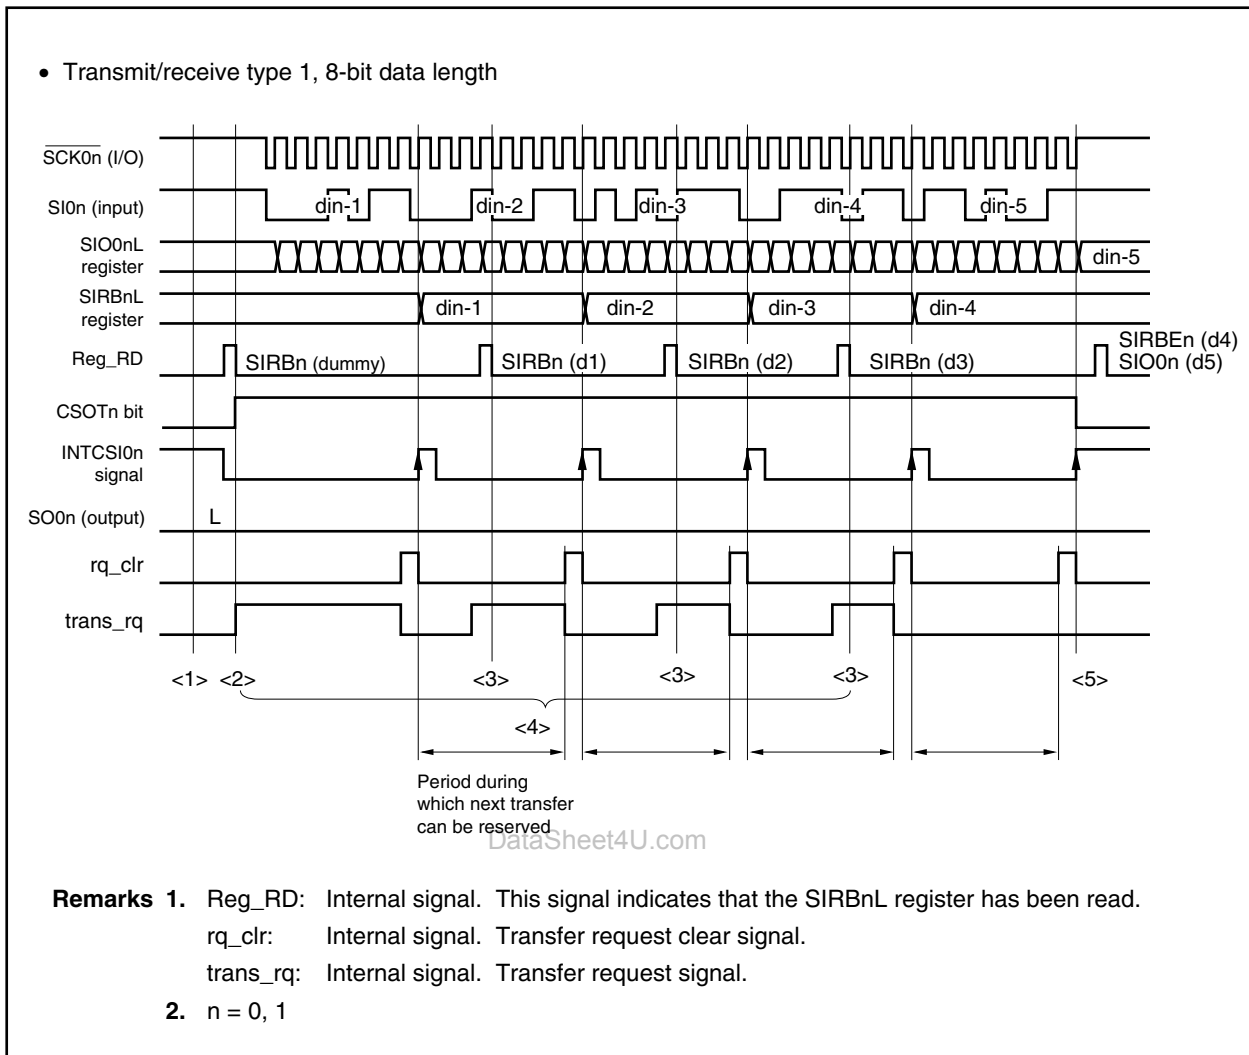 • Transmit/receive type 1, 8-bit data length
SCK0n (I/O)
SI0n (input)
din-1
din-2
din-3
din-4
din-5
SIO0nL
register
din-5
SIRBnL
register
din-1
din-2
din-3
din-4
Reg_RD
SIRBn (dummy)
SIRBn (d1)
SIRBn (d2)
SIRBn (d3)
SIRBEn (d4)
SIO0n (d5)
CSOTn bit
INTCSI0n
signal
SO0n (output)
L
rq_clr
trans_rq
<1> <2> <3> <3> <3> <5>
<4>
Period during
which next transfer
can be reserved
DataSheet4U.com
Remarks 1. Reg_RD: Internal signal. This signal indicates that the SIRBnL register has been read.
rq_clr: Internal signal. Transfer request clear signal.
trans_rq: Internal signal. Transfer request signal.
2. n = 0, 1